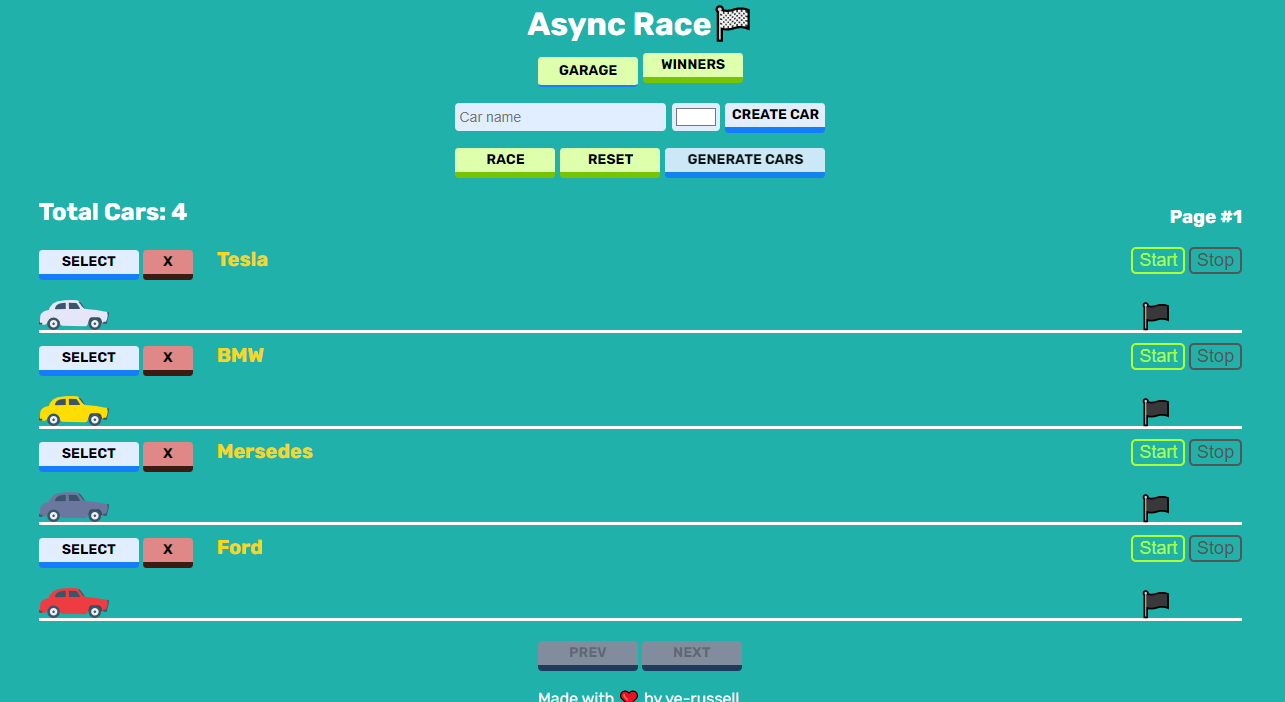 Async Race
GARAGE WINNERS
Car name CREATE CAR
RACE RESET GENERATE CARS
Total Cars: 4 Page #1
SELECT X Tesla Start Stop
SELECT X BMW Start Stop
SELECT X Mersedes Start Stop
SELECT X Ford Start Stop
PREV NEXT
Made with ❤ by ve-russell